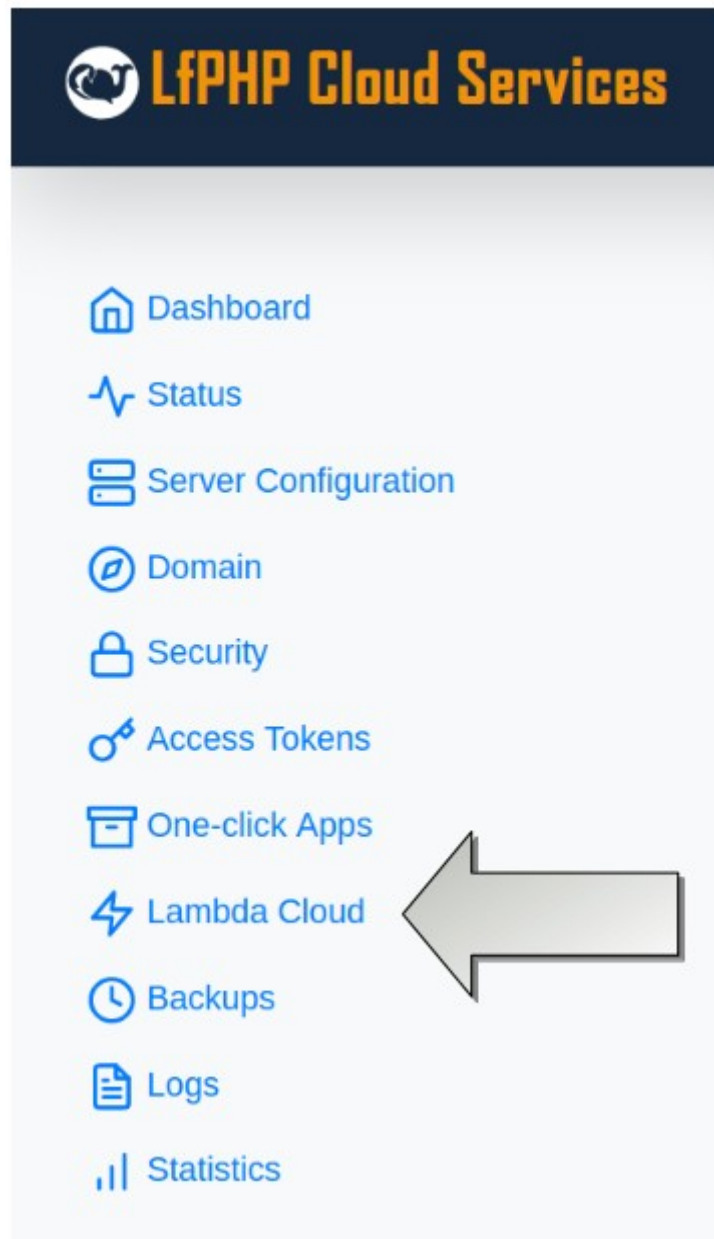 LfPHP Cloud Services
Dashboard
Status
Server Configuration
Domain
Security
Access Tokens
One-click Apps
Lambda Cloud
Backups
Logs
Statistics